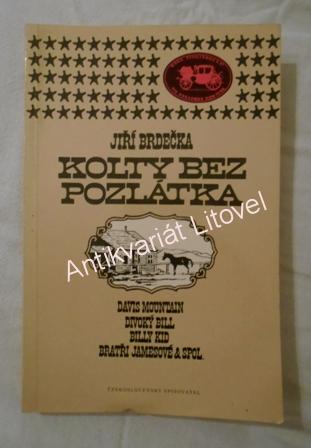 JIŘÍ BRDEČKA
KOLTY BEZ
POZLÁTKA
Antikvariát Litovel
DAVIS MOUNTAIN
DIVOKÝ BILL
BILLY KID
BRATŘI JAMESOVÉ & SPOL.
ČESKOSLOVENSKÝ SPISOVATEL